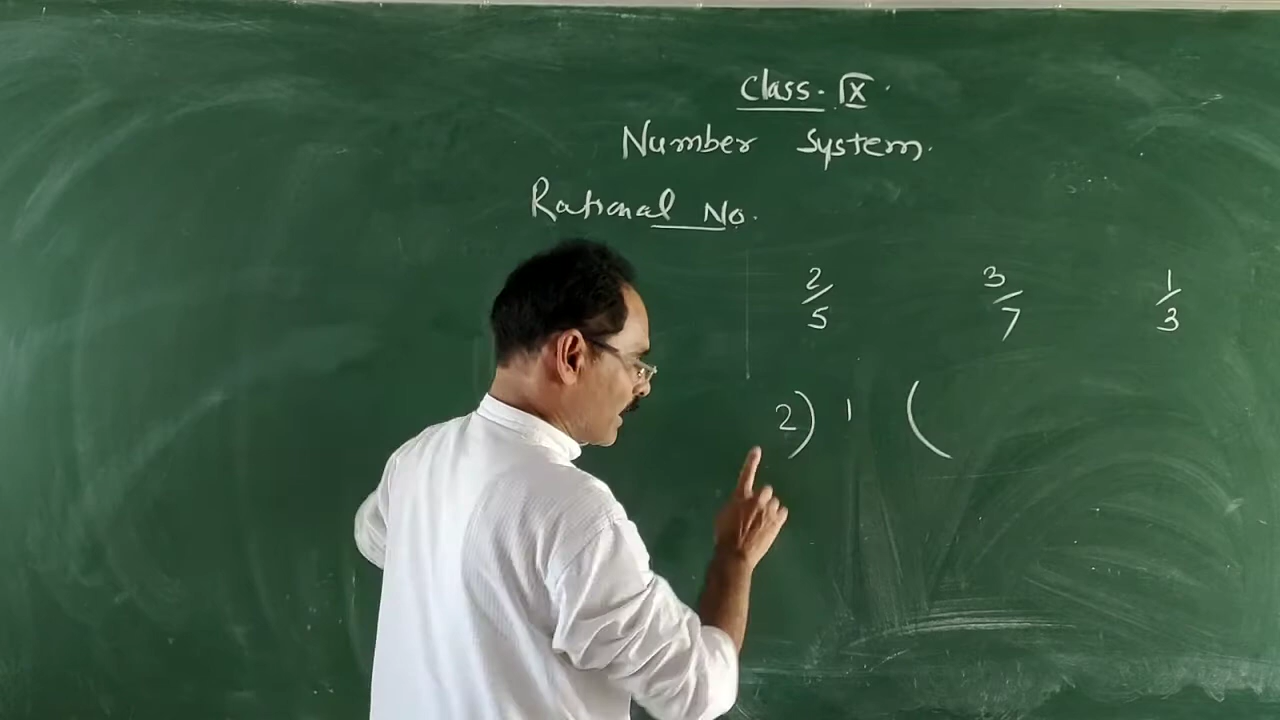 Class. IX.
Number System.
Rational No.
2/5 3/7 1/3
2) 1 (